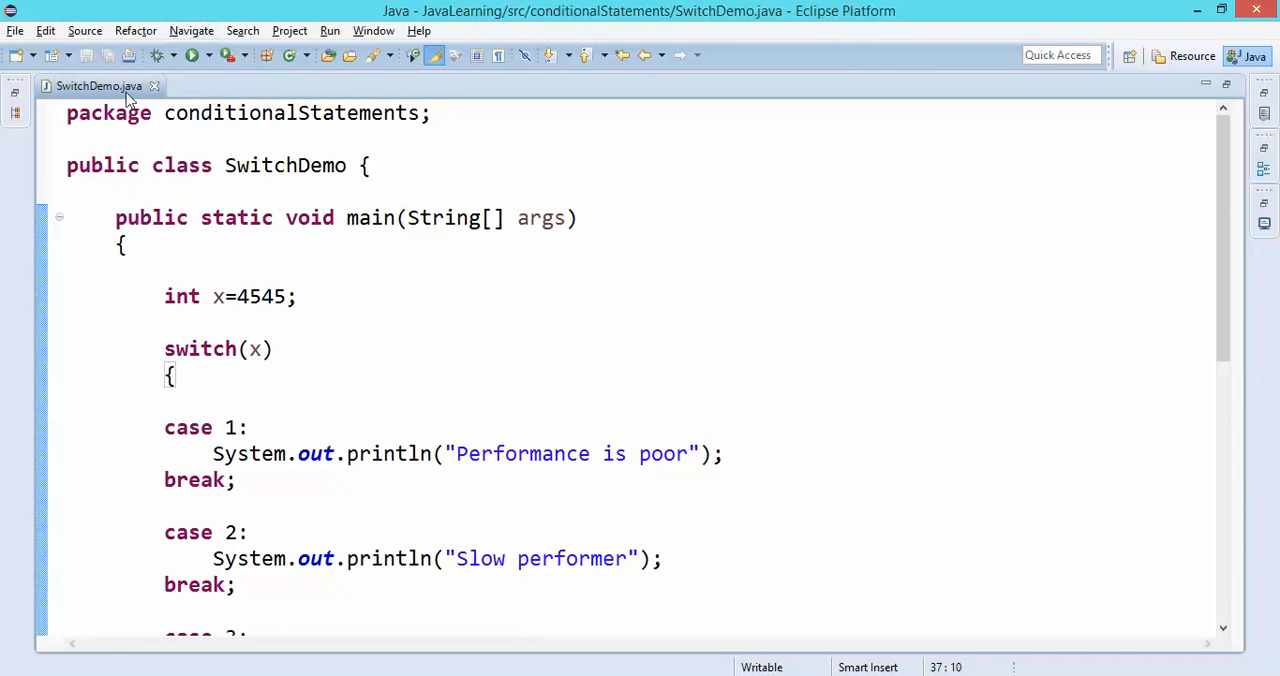 Java - JavaLearning/src/conditionalStatements/SwitchDemo.java - Eclipse Platform
File Edit Source Refactor Navigate Search Project Run Window Help
Quick Access Resource Java
SwitchDemo.java
package conditionalStatements;
public class SwitchDemo {
public static void main(String[] args)
{
int x=4545;
switch(x)
{
case 1:
System.out.println("Performance is poor");
break;
case 2:
System.out.println("Slow performer");
break;
case 3:
Writable Smart Insert 37 : 10